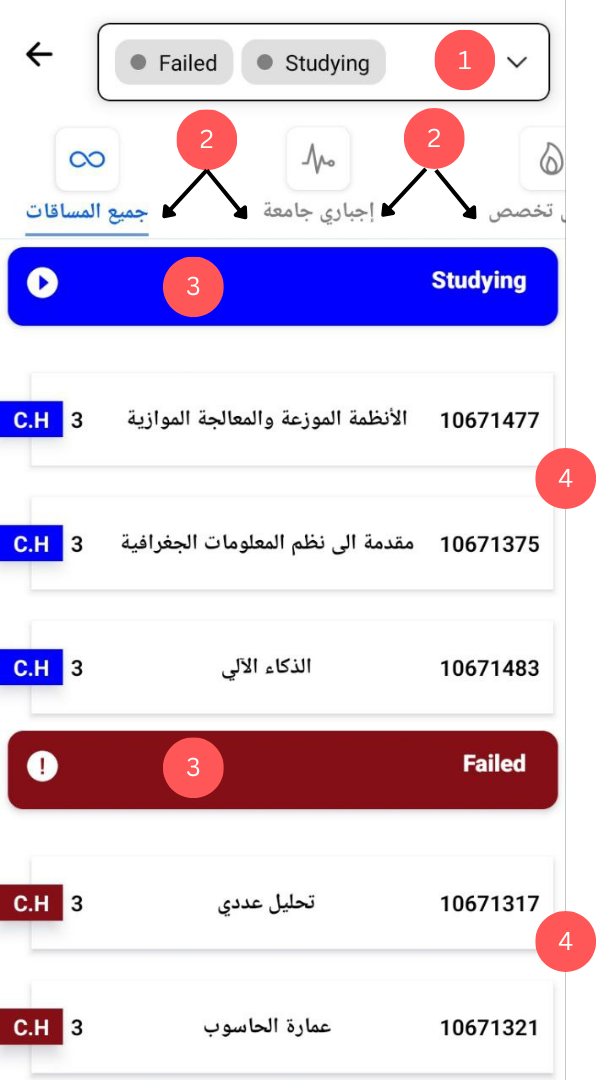 Failed Studying 1
2 2
جميع المساقات إجباري جامعة تخصص
3 Studying
C.H 3 الأنظمة الموزعة والمعالجة الموازية 10671477
4
C.H 3 مقدمة الى نظم المعلومات الجغرافية 10671375
C.H 3 الذكاء الآلي 10671483
3 Failed
C.H 3 تحليل عددي 10671317
4
C.H 3 عمارة الحاسوب 10671321